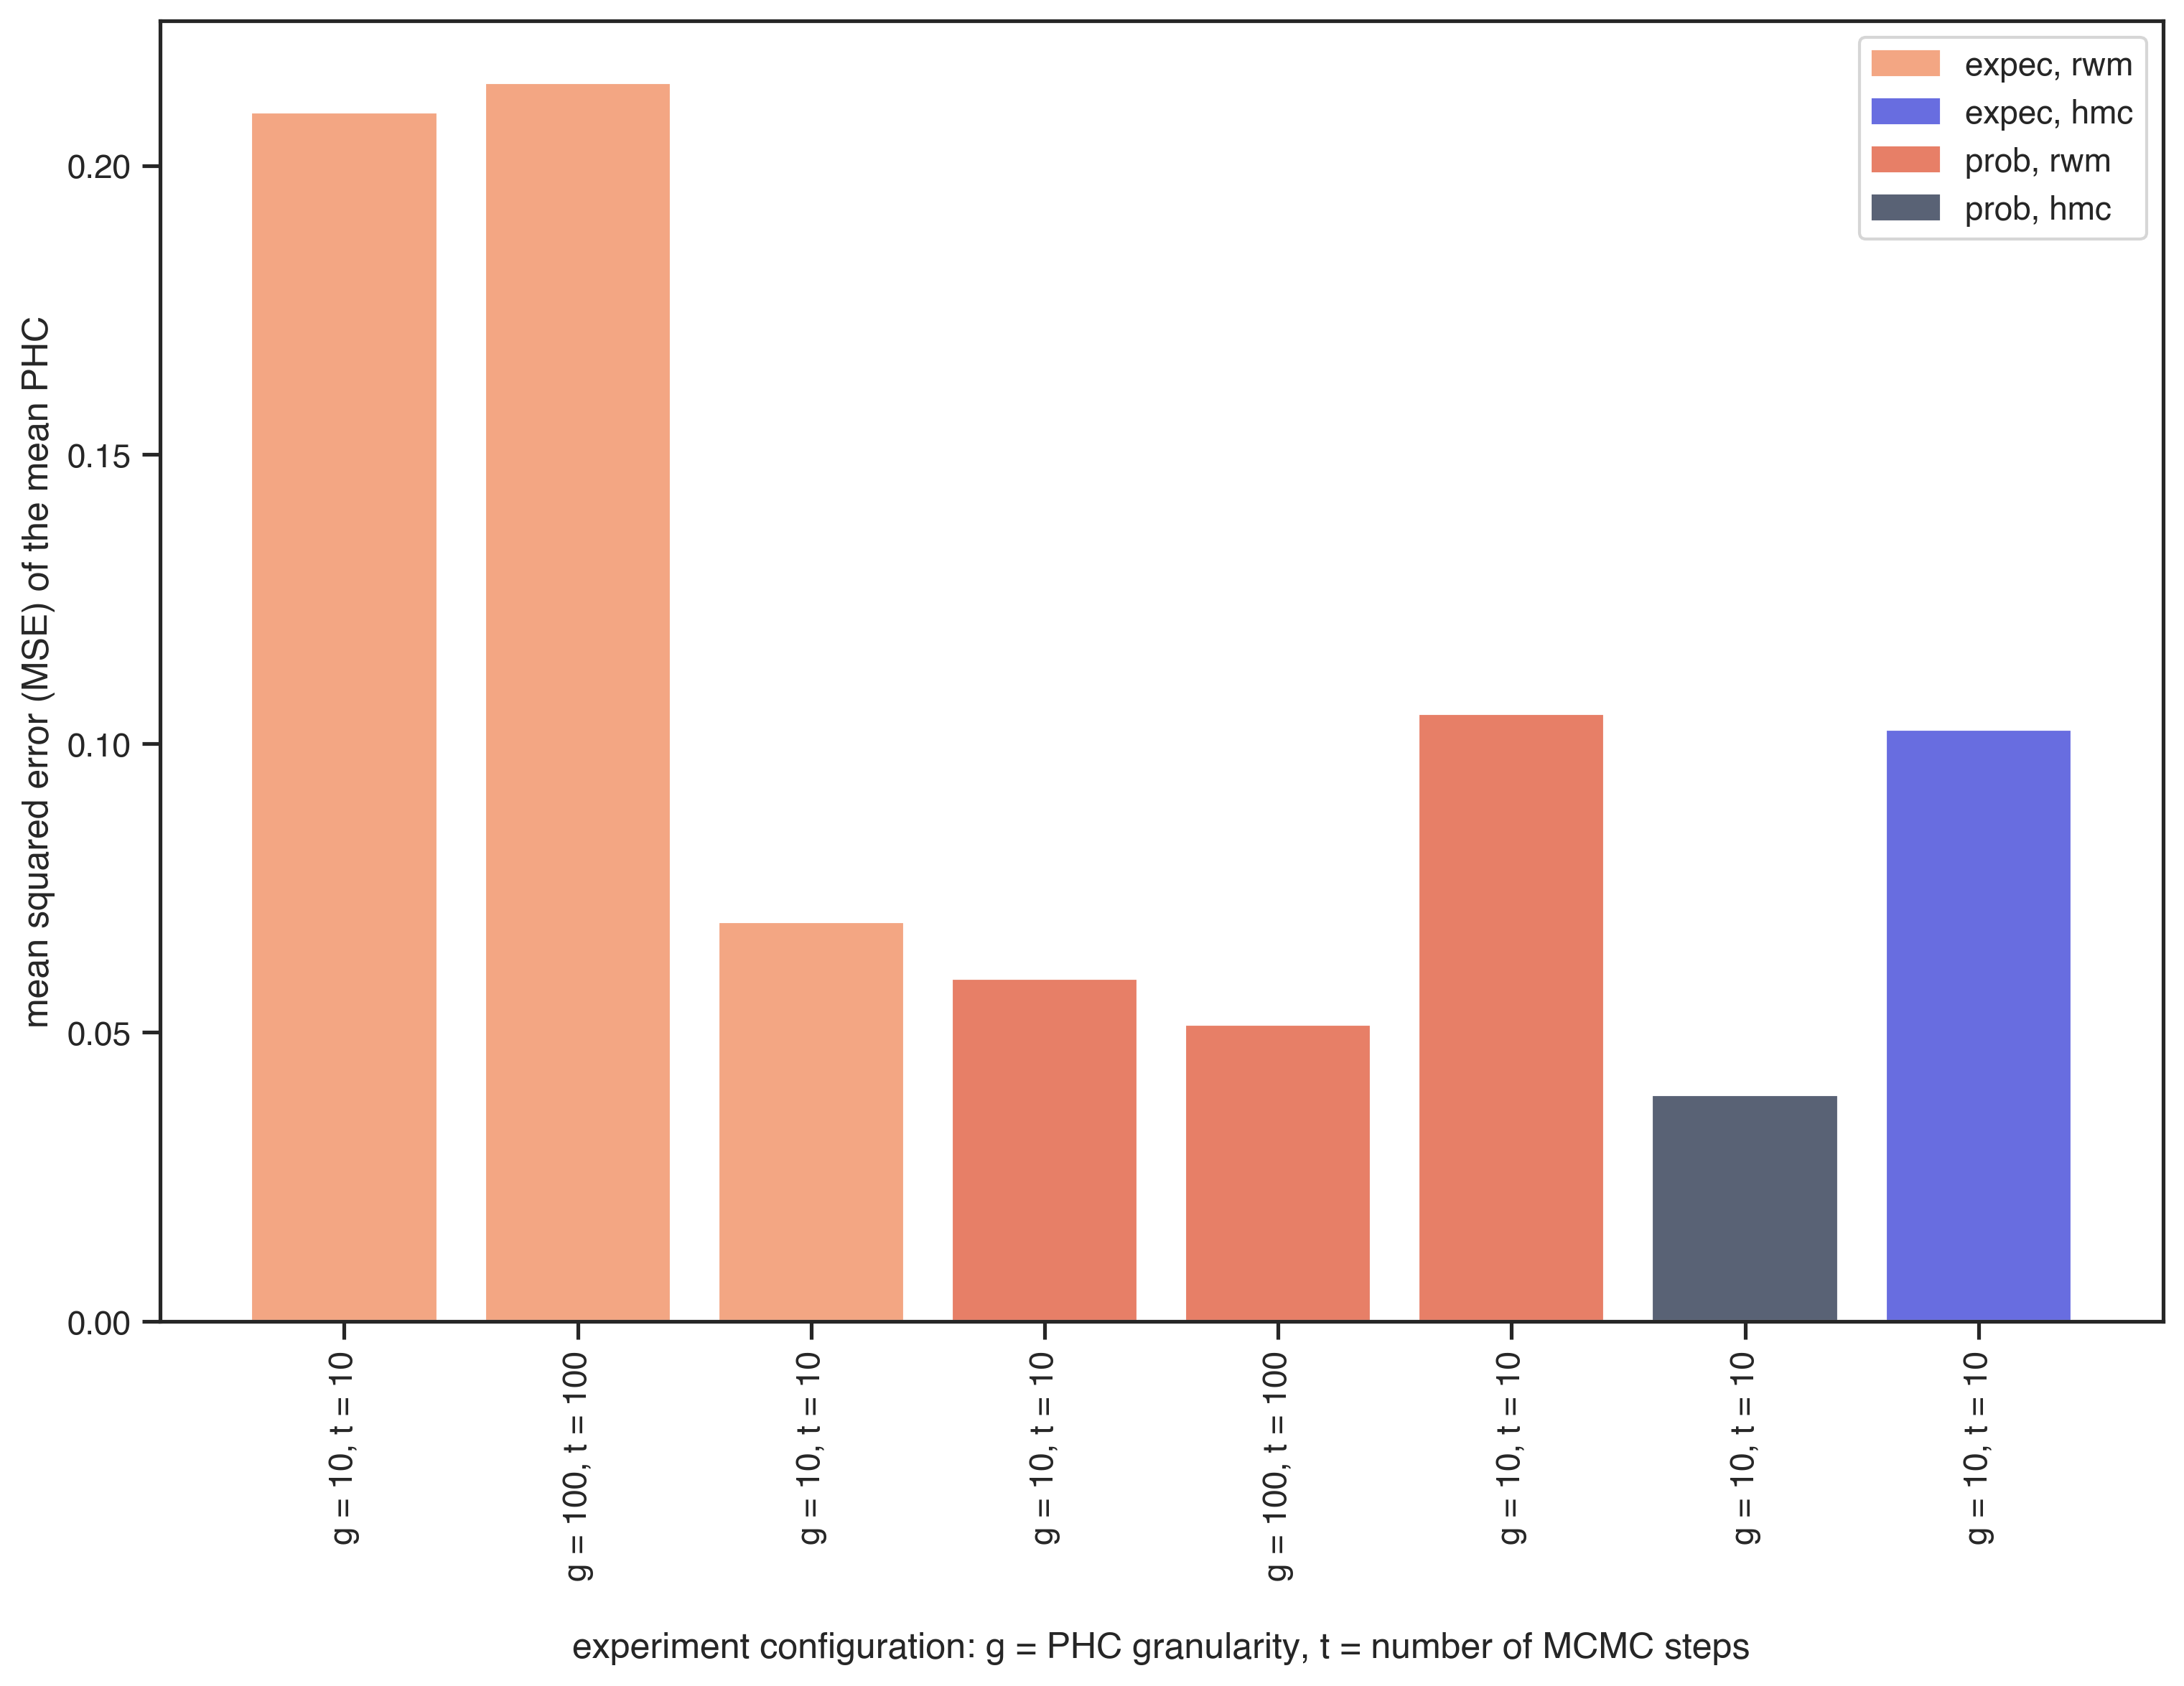 expec, rwm
expec, hmc
prob, rwm
prob, hmc
mean squared error (MSE) of the mean PHC
0.20
0.15
0.10
0.05
0.00
g = 10, t = 10
g = 100, t = 100
g = 10, t = 10
g = 10, t = 10
g = 100, t = 100
g = 10, t = 10
g = 10, t = 10
g = 10, t = 10
experiment configuration: g = PHC granularity, t = number of MCMC steps